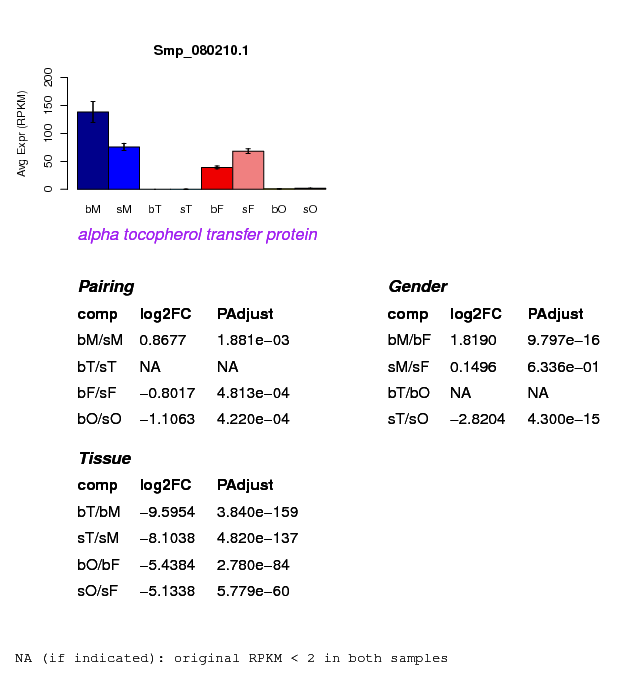 Smp_080210.1
Avg Expr (RPKM)
200
150
100
50
0
bM sM bT sT bF sF bO sO
alpha tocopherol transfer protein
Pairing
comp log2FC PAdjust
bM/sM 0.8677 1.881e−03
bT/sT NA NA
bF/sF −0.8017 4.813e−04
bO/sO −1.1063 4.220e−04
Gender
comp log2FC PAdjust
bM/bF 1.8190 9.797e−16
sM/sF 0.1496 6.336e−01
bT/bO NA NA
sT/sO −2.8204 4.300e−15
Tissue
comp log2FC PAdjust
bT/bM −9.5954 3.840e−159
sT/sM −8.1038 4.820e−137
bO/bF −5.4384 2.780e−84
sO/sF −5.1338 5.779e−60
NA (if indicated): original RPKM < 2 in both samples